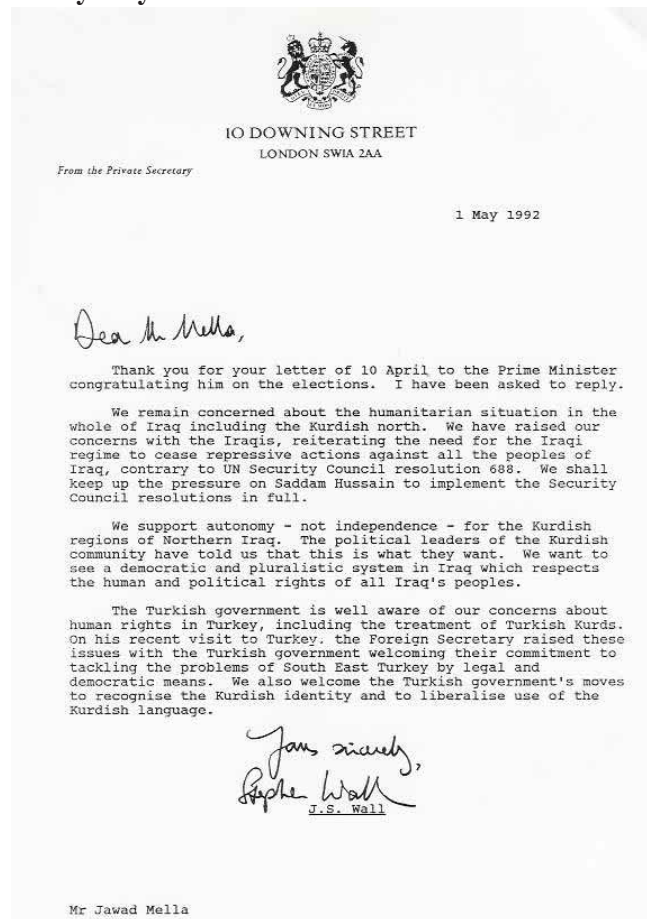 10 DOWNING STREET
LONDON SW1A 2AA
From the Private Secretary
1 May 1992
Dear Mr Mella,
Thank you for your letter of 10 April to the Prime Minister
congratulating him on the elections. I have been asked to reply.
We remain concerned about the humanitarian situation in the
whole of Iraq including the Kurdish north. We have raised our
concerns with the Iraqis, reiterating the need for the Iraqi
regime to cease repressive actions against all the peoples of
Iraq, contrary to UN Security Council resolution 688. We shall
keep up the pressure on Saddam Hussain to implement the Security
Council resolutions in full.
We support autonomy - not independence - for the Kurdish
regions of Northern Iraq. The political leaders of the Kurdish
community have told us that this is what they want. We want to
see a democratic and pluralistic system in Iraq which respects
the human and political rights of all Iraq's peoples.
The Turkish government is well aware of our concerns about
human rights in Turkey, including the treatment of Turkish Kurds.
On his recent visit to Turkey. the Foreign Secretary raised these
issues with the Turkish government welcoming their commitment to
tackling the problems of South East Turkey by legal and
democratic means. We also welcome the Turkish government's moves
to recognise the Kurdish identity and to liberalise use of the
Kurdish language.
Yours sincerely,
Stephen Wall
J.S. Wall
Mr Jawad Mella